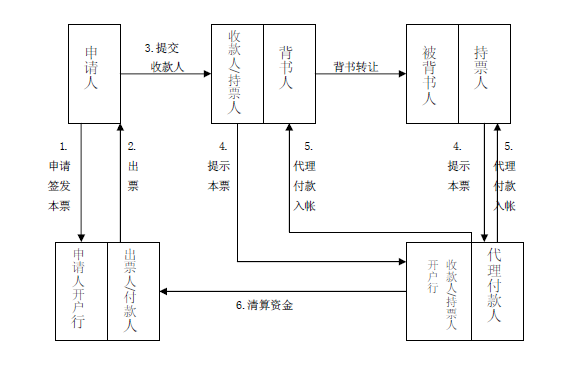 申请人
3.提交
收款人
收款人/持票人
背书人
背书转让
被背书人
持票人
1.
申请
签发
本票
2.
出
票
4.
提示
本票
5.
代理
付款
入帐
4.
提示
本票
5.
代理
付款
入帐
申请人开户行
出票人/付款人
6.清算资金
收款人/持票人
开户行
代理付款人